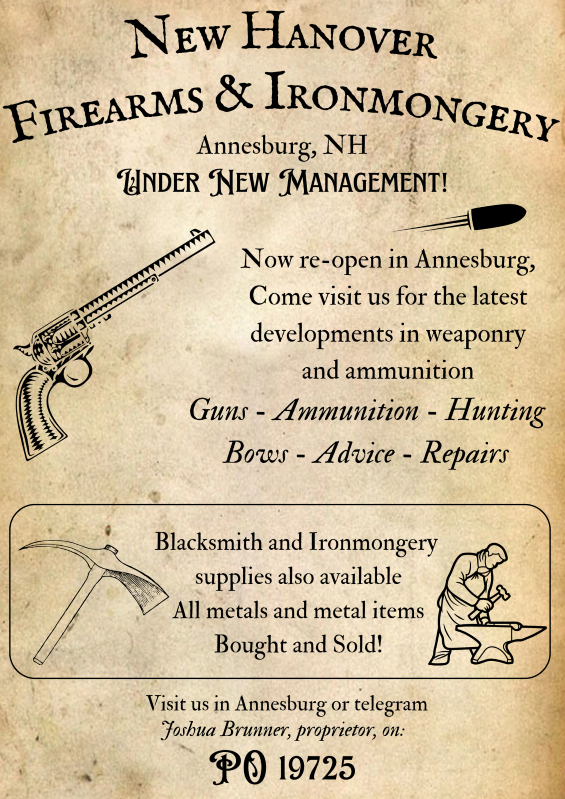 New Hanover
Firearms & Ironmongery
Annesburg, NH
Under New Management!
Now re-open in Annesburg,
Come visit us for the latest
developments in weaponry
and ammunition
Guns - Ammunition - Hunting
Bows - Advice - Repairs
Blacksmith and Ironmongery
supplies also available
All metals and metal items
Bought and Sold!
Visit us in Annesburg or telegram
Joshua Brunner, proprietor, on:
PO 19725